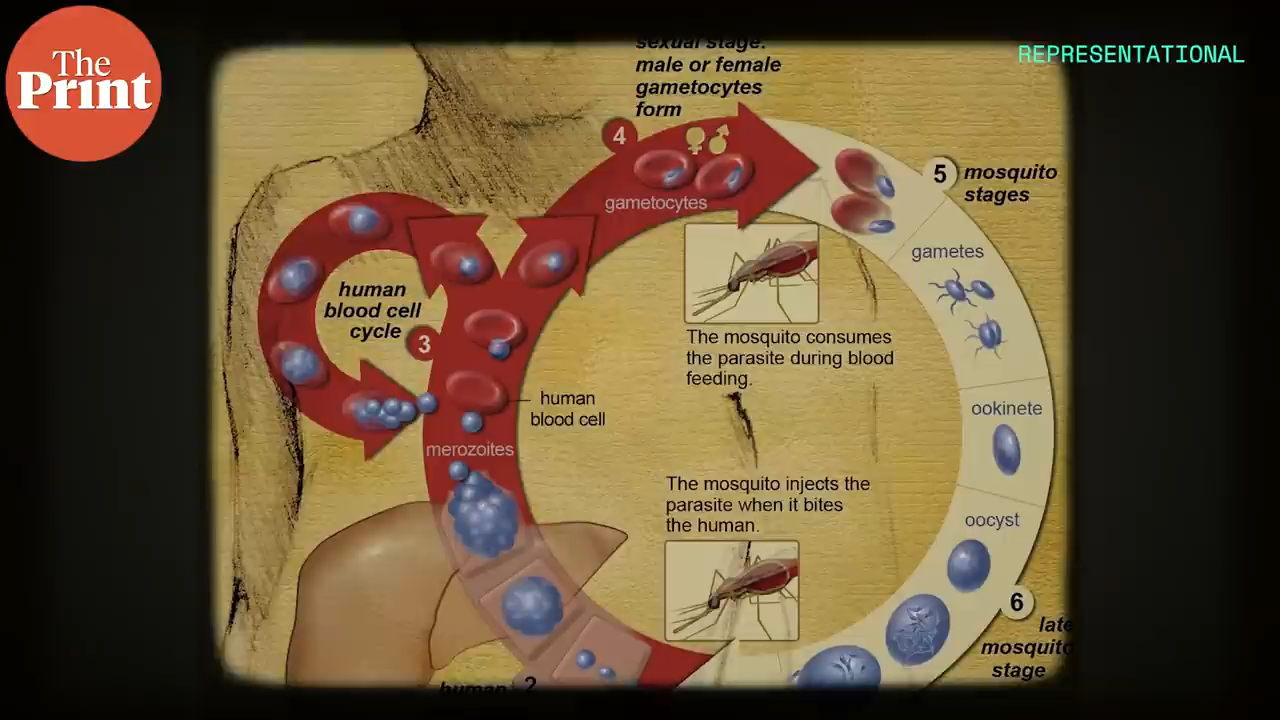 The
Print
REPRESENTATIONAL
sexual stage:
male or female
gametocytes
form
4
gametocytes
5
mosquito
stages
gametes
human
blood cell
cycle
3
The mosquito consumes
the parasite during blood
feeding.
human
blood cell
ookinete
merozoites
The mosquito injects the
parasite when it bites
the human.
oocyst
6
late
mosquito
stage
human
2